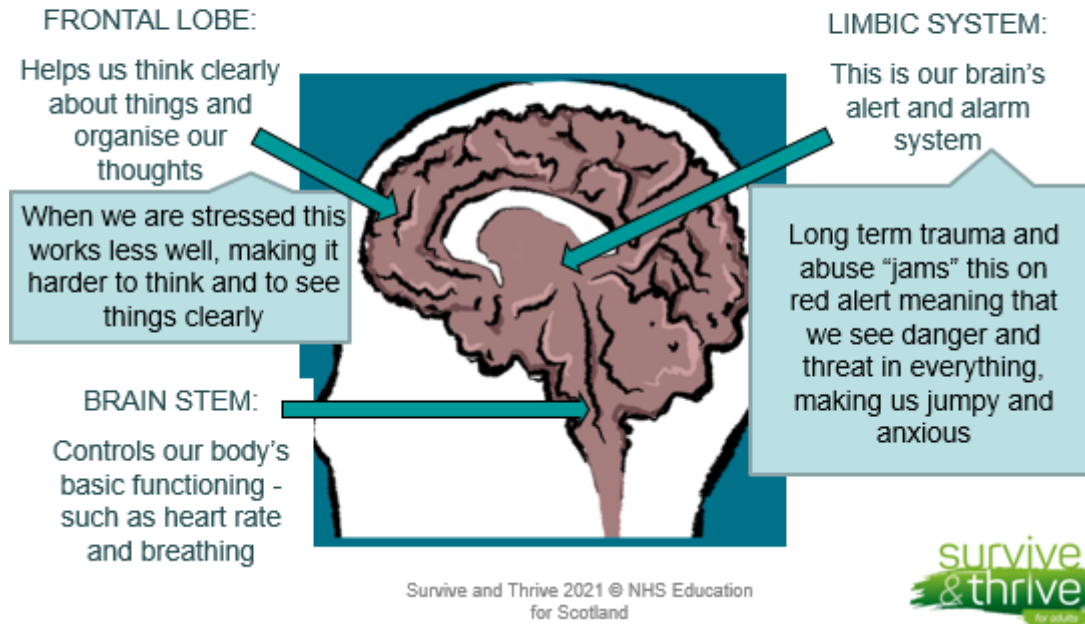 FRONTAL LOBE:
Helps us think clearly
about things and
organise our
thoughts
When we are stressed this
works less well, making it
harder to think and to see
things clearly
BRAIN STEM:
Controls our body's
basic functioning -
such as heart rate
and breathing
LIMBIC SYSTEM:
This is our brain's
alert and alarm
system
Long term trauma and
abuse “jams” this on
red alert meaning that
we see danger and
threat in everything,
making us jumpy and
anxious
Survive and Thrive 2021 © NHS Education
for Scotland
survive
& thrive
for adults